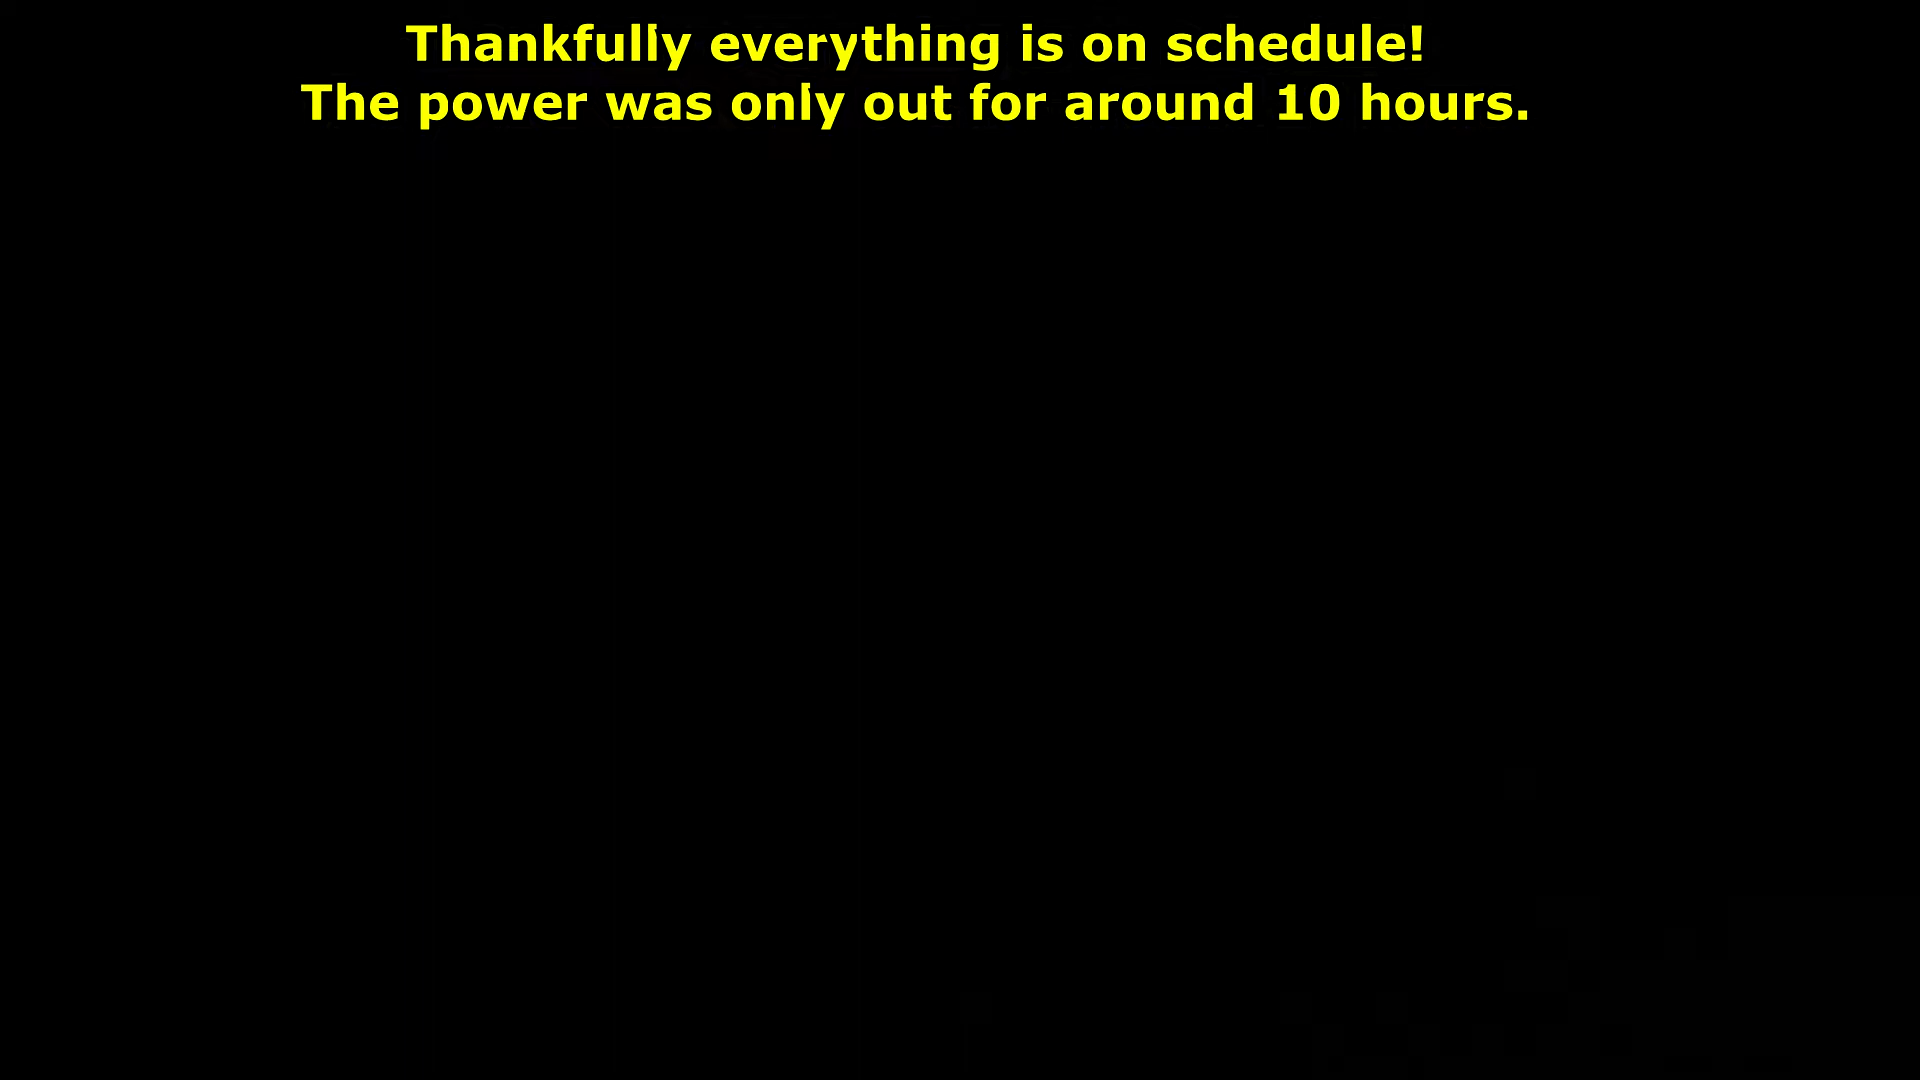 Thankfully everything is on schedule!
The power was only out for around 10 hours.